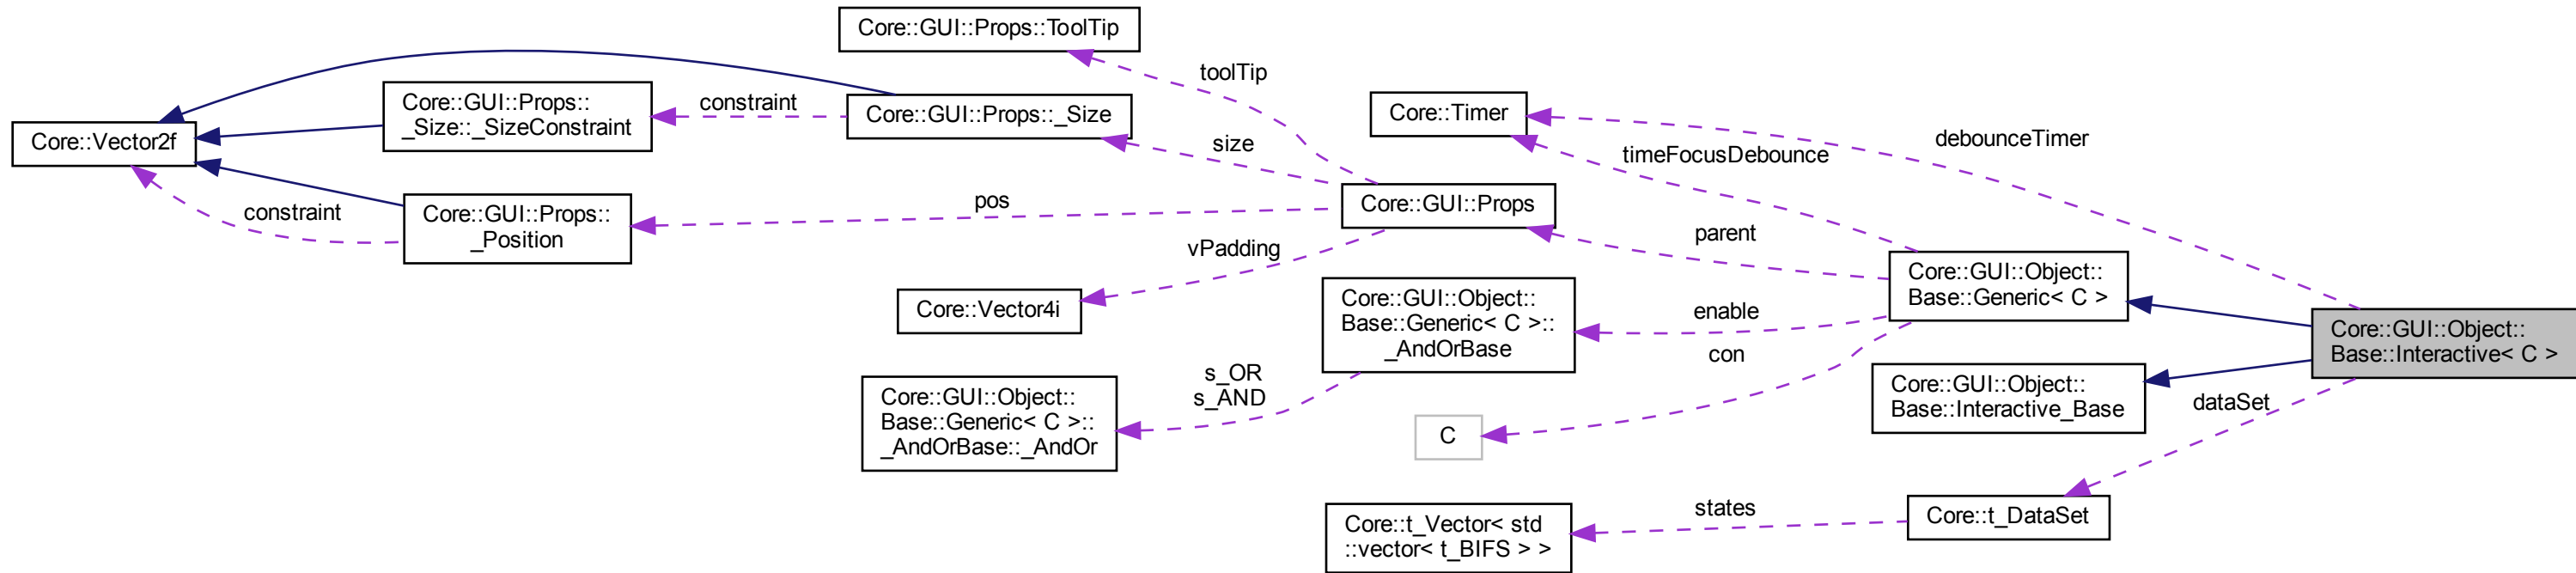 Core::GUI::Props::ToolTip
toolTip
Core::GUI::Props::
_Size::_SizeConstraint
constraint
Core::GUI::Props::_Size
Core::Timer
debounceTimer
Core::Vector2f
size
timeFocusDebounce
constraint
Core::GUI::Props::
_Position
pos
Core::GUI::Props
parent
vPadding
Core::GUI::Object::
Base::Generic< C >
Core::Vector4i
Core::GUI::Object::
Base::Generic< C >::
_AndOrBase
enable
con
Core::GUI::Object::
Base::Interactive< C >
s_OR
s_AND
Core::GUI::Object::
Base::Generic< C >::
_AndOrBase::_AndOr
C
Core::GUI::Object::
Base::Interactive_Base
dataSet
Core::t_Vector< std
::vector< t_BIFS > >
states
Core::t_DataSet